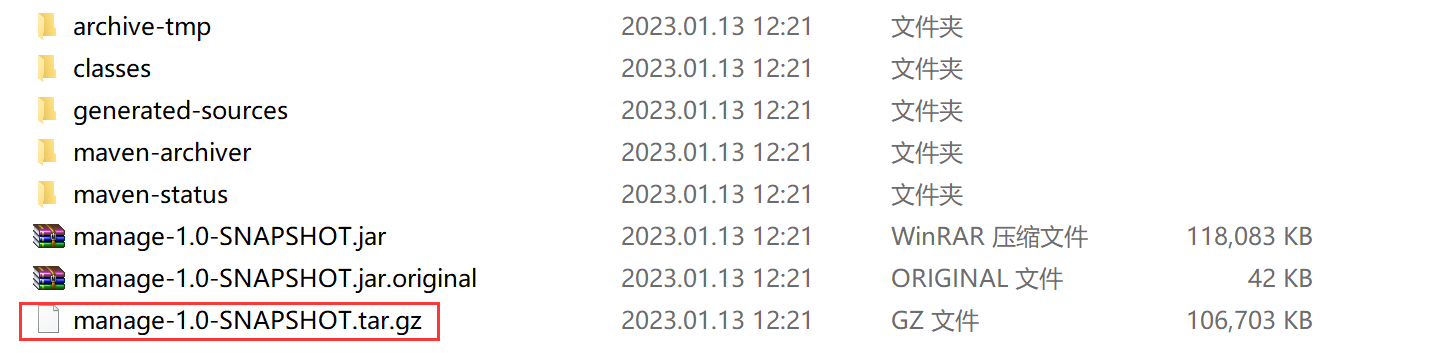 archive-tmp 2023.01.13 12:21 文件夹
classes 2023.01.13 12:21 文件夹
generated-sources 2023.01.13 12:21 文件夹
maven-archiver 2023.01.13 12:21 文件夹
maven-status 2023.01.13 12:21 文件夹
manage-1.0-SNAPSHOT.jar 2023.01.13 12:21 WinRAR 压缩文件 118,083 KB
manage-1.0-SNAPSHOT.jar.original 2023.01.13 12:21 ORIGINAL 文件 42 KB
manage-1.0-SNAPSHOT.tar.gz 2023.01.13 12:21 GZ 文件 106,703 KB